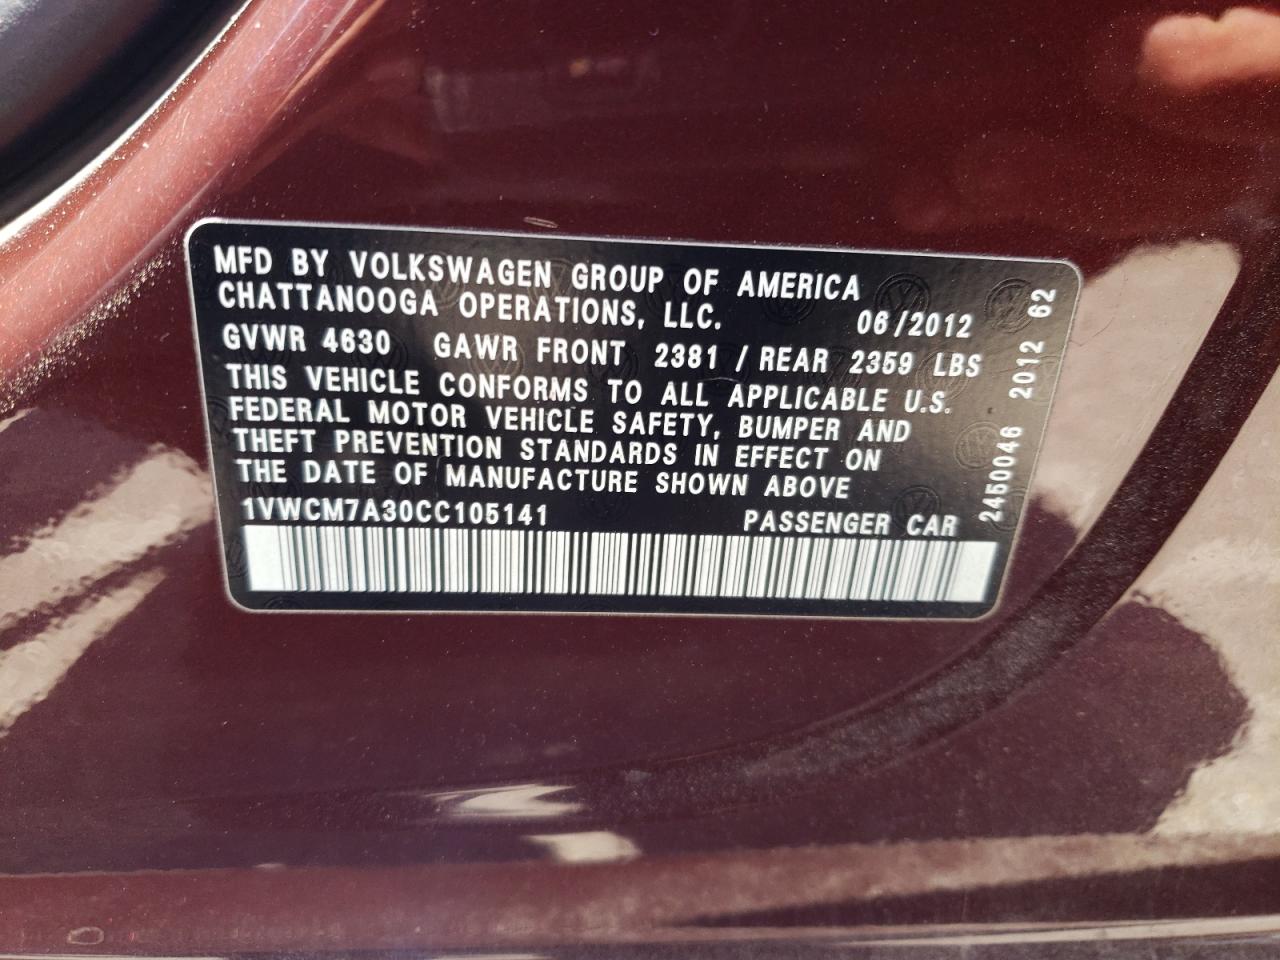 MFD BY VOLKSWAGEN GROUP OF AMERICA
CHATTANOOGA OPERATIONS, LLC. 06/2012
GVWR 4630 GAWR FRONT 2381 / REAR 2359 LBS
THIS VEHICLE CONFORMS TO ALL APPLICABLE U.S.
FEDERAL MOTOR VEHICLE SAFETY, BUMPER AND
THEFT PREVENTION STANDARDS IN EFFECT ON
THE DATE OF MANUFACTURE SHOWN ABOVE
1VWCM7A30CC105141 PASSENGER CAR
2450046 2012 62